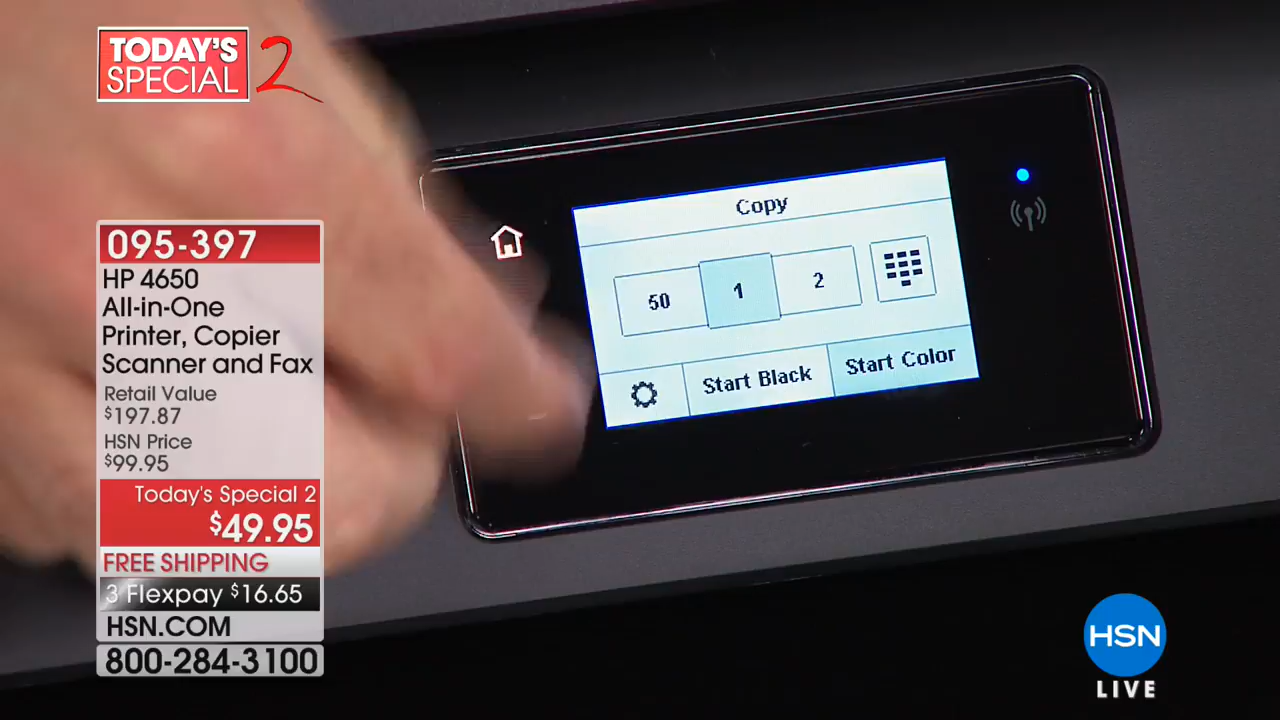 TODAY'S
SPECIAL 2
095-397
HP 4650
All-in-One
Printer, Copier
Scanner and Fax
Retail Value
$197.87
HSN Price
$99.95
Today's Special 2
$49.95
FREE SHIPPING
3 Flexpay $16.65
HSN.COM
800-284-3100
Copy
50 1 2
Start Black Start Color
HSN
LIVE